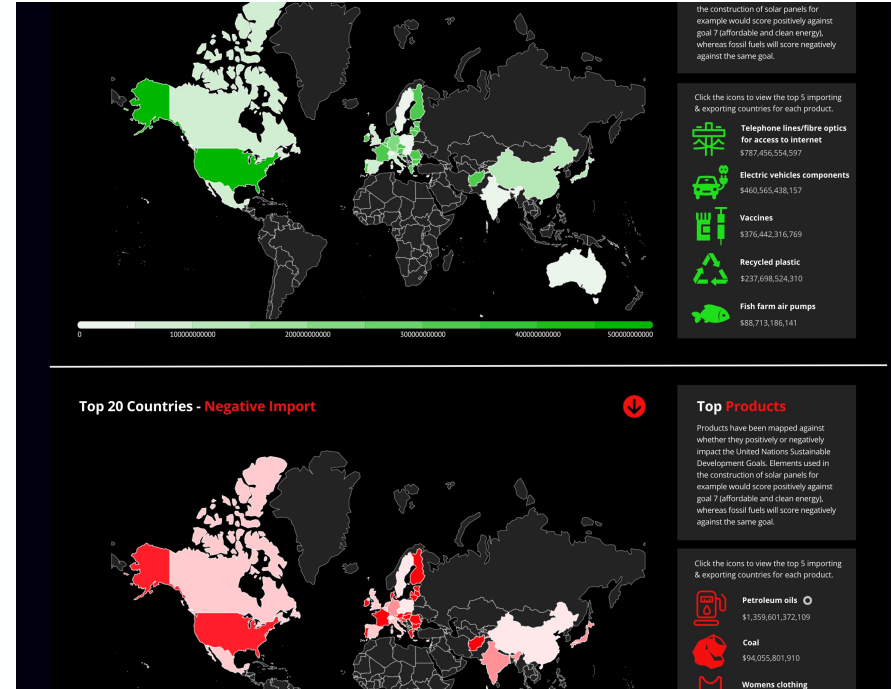 the construction of solar panels for
example would score positively against
goal 7 (affordable and clean energy),
whereas fossil fuels will score negatively
against the same goal.
Click the icons to view the top 5 importing
& exporting countries for each product.
Telephone lines/fibre optics
for access to internet
$787,456,554,597
Electric vehicles components
$460,565,438,157
Vaccines
$376,442,316,769
Recycled plastic
$237,698,524,310
Fish farm air pumps
$88,713,186,141
0 100000000000 200000000000 300000000000 400000000000 500000000000
Top 20 Countries - Negative Import
Top Products
Products have been mapped against
whether they positively or negatively
impact the United Nations Sustainable
Development Goals. Elements used in
the construction of solar panels for
example would score positively against
goal 7 (affordable and clean energy),
whereas fossil fuels will score negatively
against the same goal.
Click the icons to view the top 5 importing
& exporting countries for each product.
Petroleum oils
$1,359,601,372,109
Coal
$94,055,801,910
Womens clothing